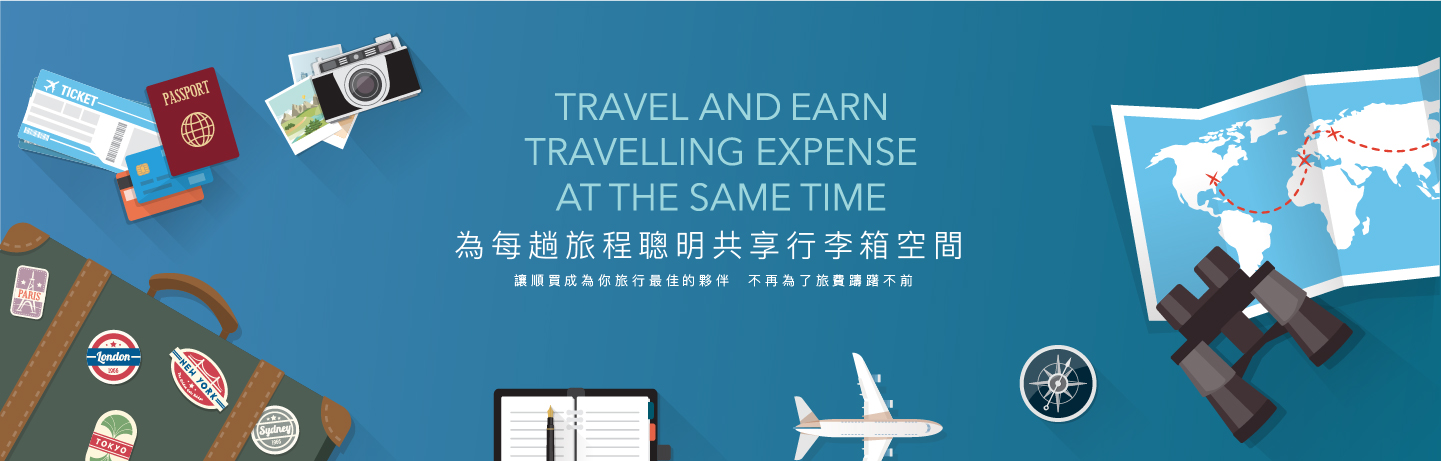 TICKET
PASSPORT
TRAVEL AND EARN
TRAVELLING EXPENSE
AT THE SAME TIME
為每趟旅程聰明共享行李箱空間
讓順買成為你旅行最佳的夥伴 不再為了旅費躊躇不前
PARIS
London
1966
NEW YORK
Sydney
1965
TOKYO